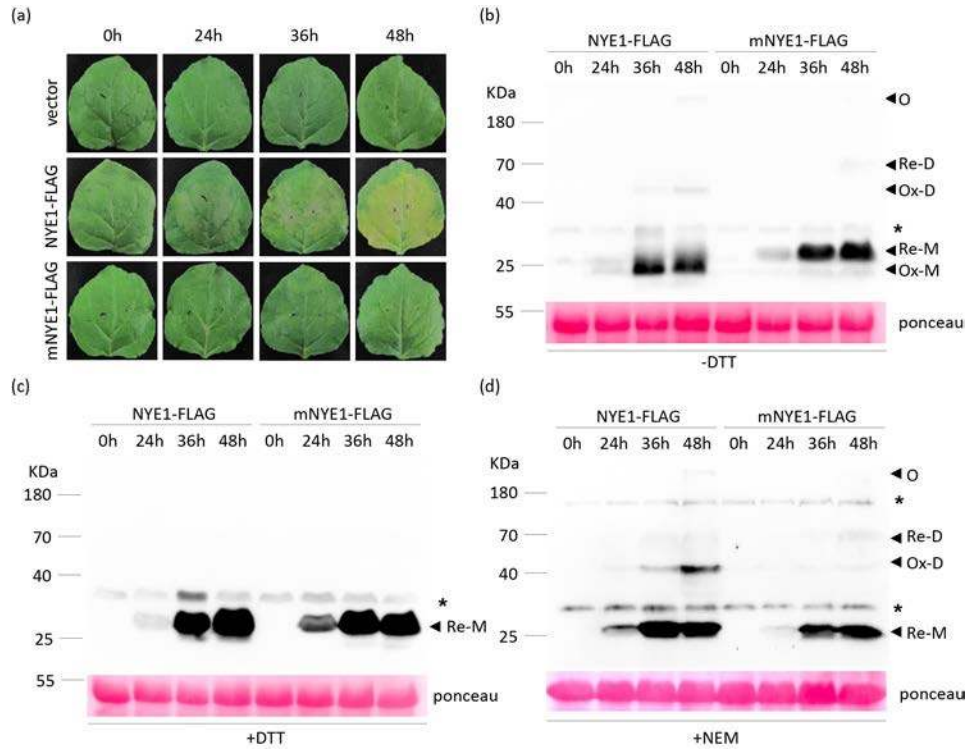 (a)
0h 24h 36h 48h
vector
NYE1-FLAG
mNYE1-FLAG
(b)
NYE1-FLAG mNYE1-FLAG
0h 24h 36h 48h 0h 24h 36h 48h
KDa
180
70
40
25
55
O
Re-D
Ox-D
*
Re-M
Ox-M
ponceau
-DTT
(c)
NYE1-FLAG mNYE1-FLAG
0h 24h 36h 48h 0h 24h 36h 48h
KDa
180
70
40
25
55
*
Re-M
ponceau
+DTT
(d)
NYE1-FLAG mNYE1-FLAG
0h 24h 36h 48h 0h 24h 36h 48h
KDa
180
70
40
25
O
*
Re-D
Ox-D
*
Re-M
ponceau
+NEM